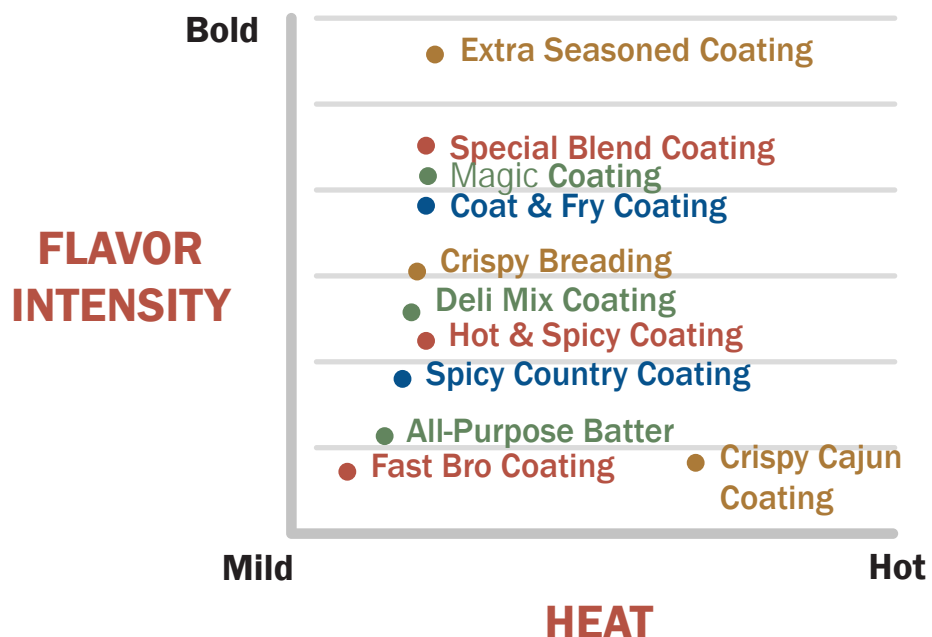 Bold
Extra Seasoned Coating
Special Blend Coating
Magic Coating
Coat & Fry Coating
FLAVOR
INTENSITY
Crispy Breading
Deli Mix Coating
Hot & Spicy Coating
Spicy Country Coating
All-Purpose Batter
Fast Bro Coating
Crispy Cajun
Coating
Mild
Hot
HEAT